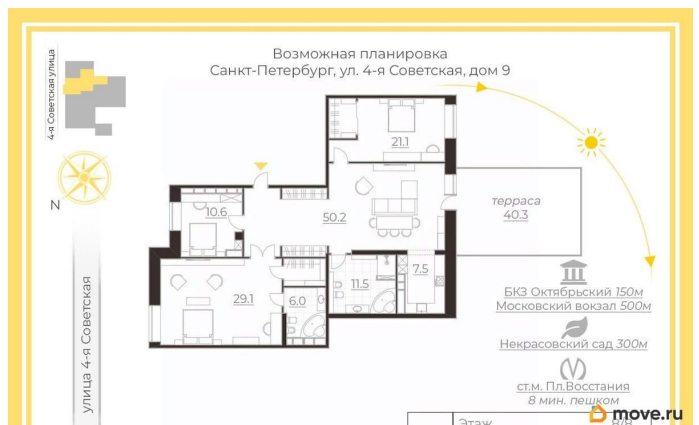 Возможная планировка
Санкт-Петербург, ул. 4-я Советская, дом 9
4-я Советская улица
N
улица 4-я Советская
21.1
10.6
50.2
терраса
40.3
29.1
6.0
11.5
7.5
БКЗ Октябрьский 150м
Московский вокзал 500м
Некрасовский сад 300м
ст.м. Пл.Восстания
8 мин. пешком
Этаж 8/8
move.ru